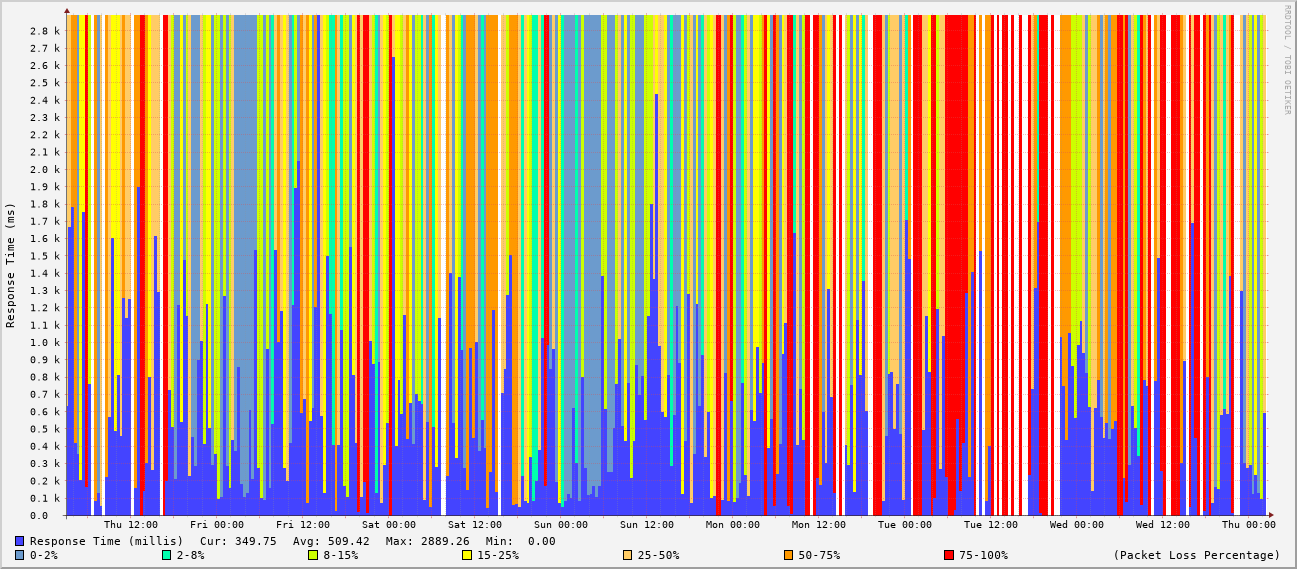 2.8 k
2.7 k
2.6 k
2.5 k
2.4 k
2.3 k
2.2 k
2.1 k
2.0 k
1.9 k
1.8 k
1.7 k
1.6 k
1.5 k
1.4 k
1.3 k
1.2 k
1.1 k
1.0 k
0.9 k
0.8 k
0.7 k
0.6 k
0.5 k
0.4 k
0.3 k
0.2 k
0.1 k
0.0
Response Time (ms)
RRDTOOL / TOBI OETIKER
Thu 12:00 Fri 00:00 Fri 12:00 Sat 00:00 Sat 12:00 Sun 00:00 Sun 12:00 Mon 00:00 Mon 12:00 Tue 00:00 Tue 12:00 Wed 00:00 Wed 12:00 Thu 00:00
Response Time (millis) Cur: 349.75 Avg: 509.42 Max: 2889.26 Min: 0.00
0-2% 2-8% 8-15% 15-25% 25-50% 50-75% 75-100% (Packet Loss Percentage)